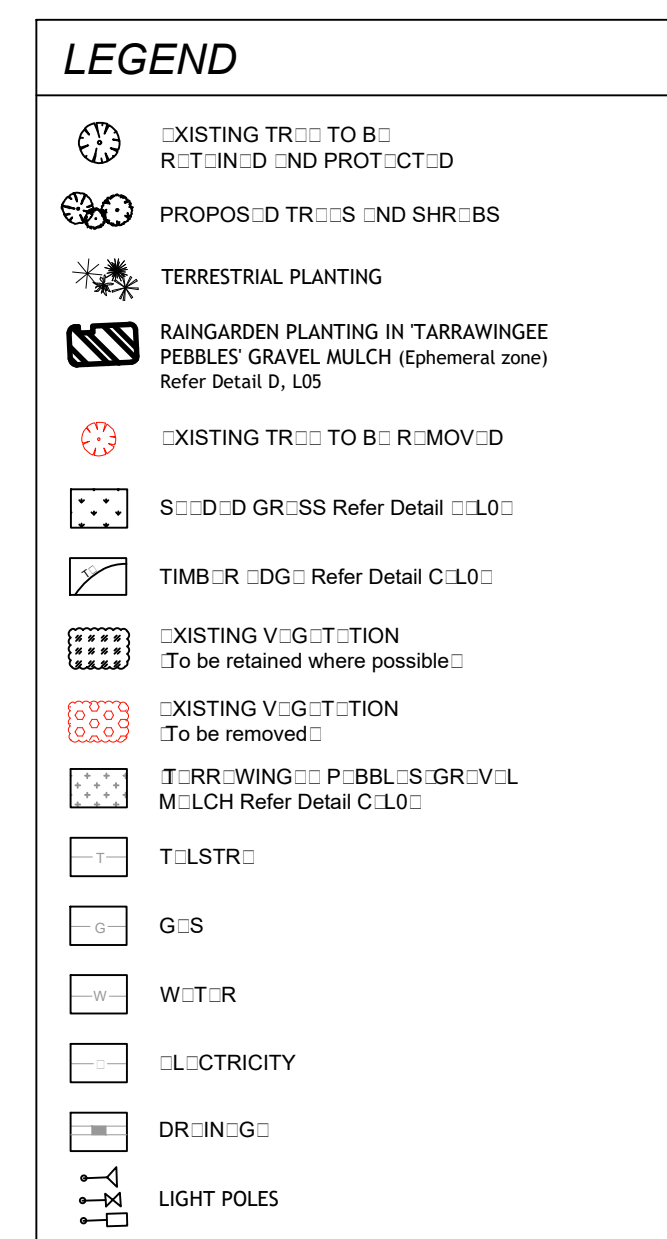 LEGEND
□XISTING TR□□ TO B□
R□T□IN□D □ND PROT□CT□D
PROPOS□D TR□□S □ND SHR□BS
TERRESTRIAL PLANTING
RAINGARDEN PLANTING IN 'TARRAWINGEE
PEBBLES' GRAVEL MULCH (Ephemeral zone)
Refer Detail D, L05
□XISTING TR□□ TO B□ R□MOV□D
S□□D□D GR□SS Refer Detail □□L0□
T□
TIMB□R □DG□ Refer Detail C□L0□
□XISTING V□G□T□TION
□To be retained where possible□
□XISTING V□G□T□TION
□To be removed□
□T□RR□WING□□ P□BBL□S□GR□V□L
M□LCH Refer Detail C□L0□
T
T□LSTR□
G
G□S
W
W□T□R
□
□L□CTRICITY
DR□IN□G□
LIGHT POLES